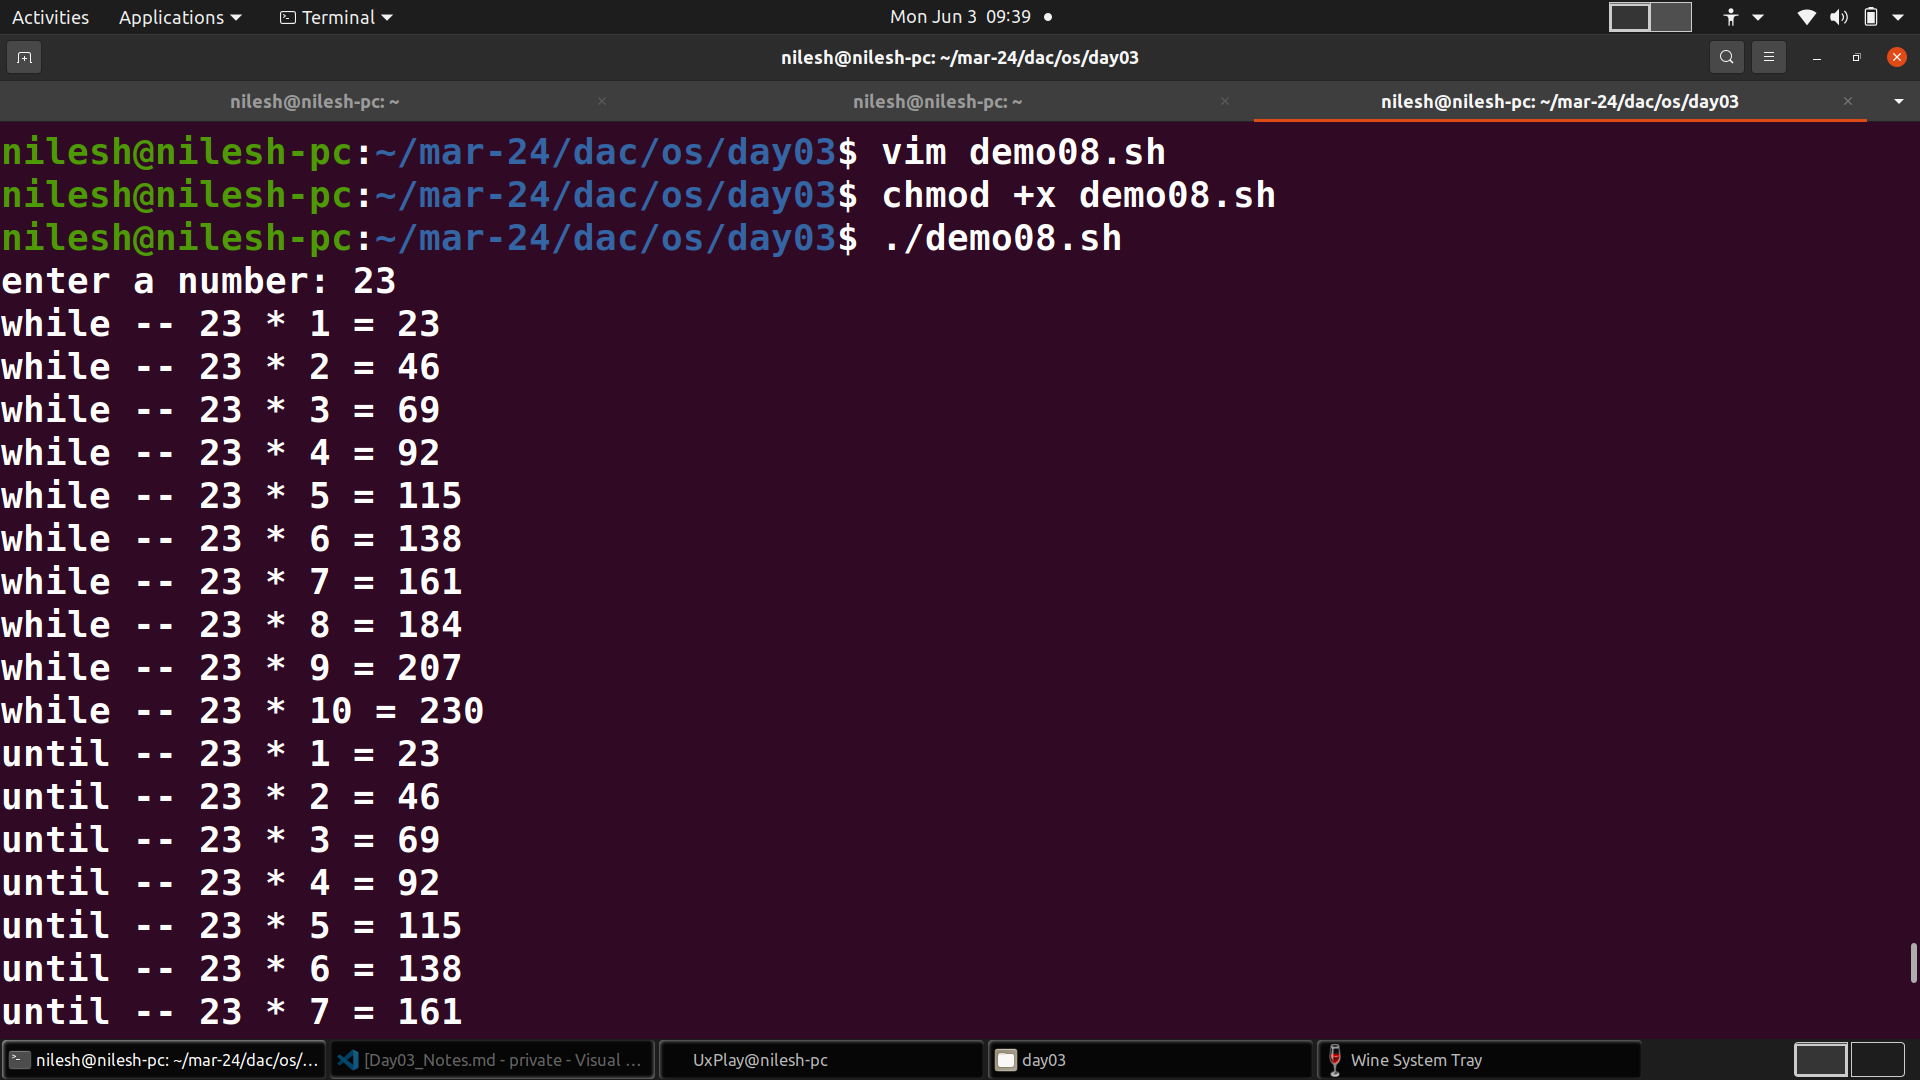 Activities Applications Terminal Mon Jun 3 09:39
nilesh@nilesh-pc: ~/mar-24/dac/os/day03
nilesh@nilesh-pc: ~ nilesh@nilesh-pc: ~ nilesh@nilesh-pc: ~/mar-24/dac/os/day03
nilesh@nilesh-pc:~/mar-24/dac/os/day03$ vim demo08.sh
nilesh@nilesh-pc:~/mar-24/dac/os/day03$ chmod +x demo08.sh
nilesh@nilesh-pc:~/mar-24/dac/os/day03$ ./demo08.sh
enter a number: 23
while -- 23 * 1 = 23
while -- 23 * 2 = 46
while -- 23 * 3 = 69
while -- 23 * 4 = 92
while -- 23 * 5 = 115
while -- 23 * 6 = 138
while -- 23 * 7 = 161
while -- 23 * 8 = 184
while -- 23 * 9 = 207
while -- 23 * 10 = 230
until -- 23 * 1 = 23
until -- 23 * 2 = 46
until -- 23 * 3 = 69
until -- 23 * 4 = 92
until -- 23 * 5 = 115
until -- 23 * 6 = 138
until -- 23 * 7 = 161
nilesh@nilesh-pc: ~/mar-24/dac/os/... [Day03_Notes.md - private - Visual ... UxPlay@nilesh-pc day03 Wine System Tray